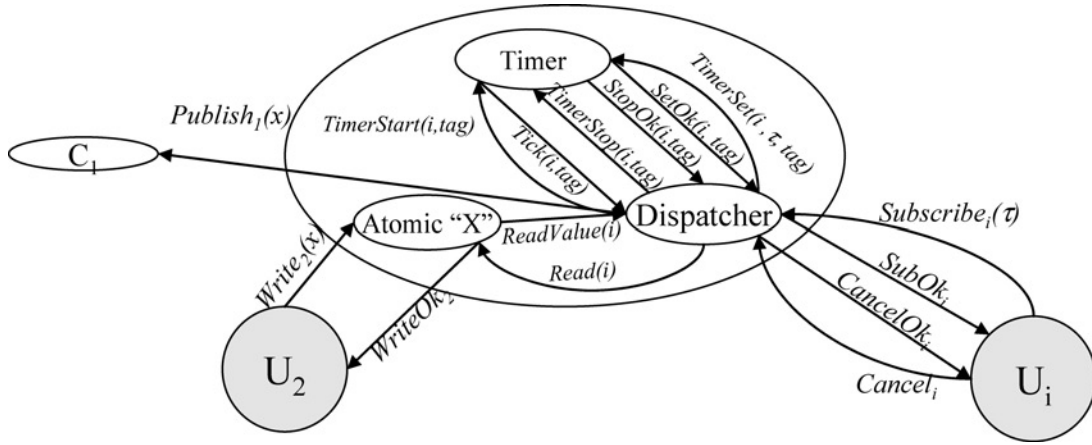 Timer
Publish₁(x)
TimerStart(i,tag)
Tick(i,tag)
TimerStop(i,tag)
StopOk(i,tag)
SetOk(i, tag)
TimerSet(i , τ, tag)
C₁
Atomic “X”
ReadValue(i)
Dispatcher
Read(i)
Subscribeᵢ(τ)
SubOkᵢ
CancelOkᵢ
Cancelᵢ
Write₂(x)
WriteOk₂
U₂
Uᵢ